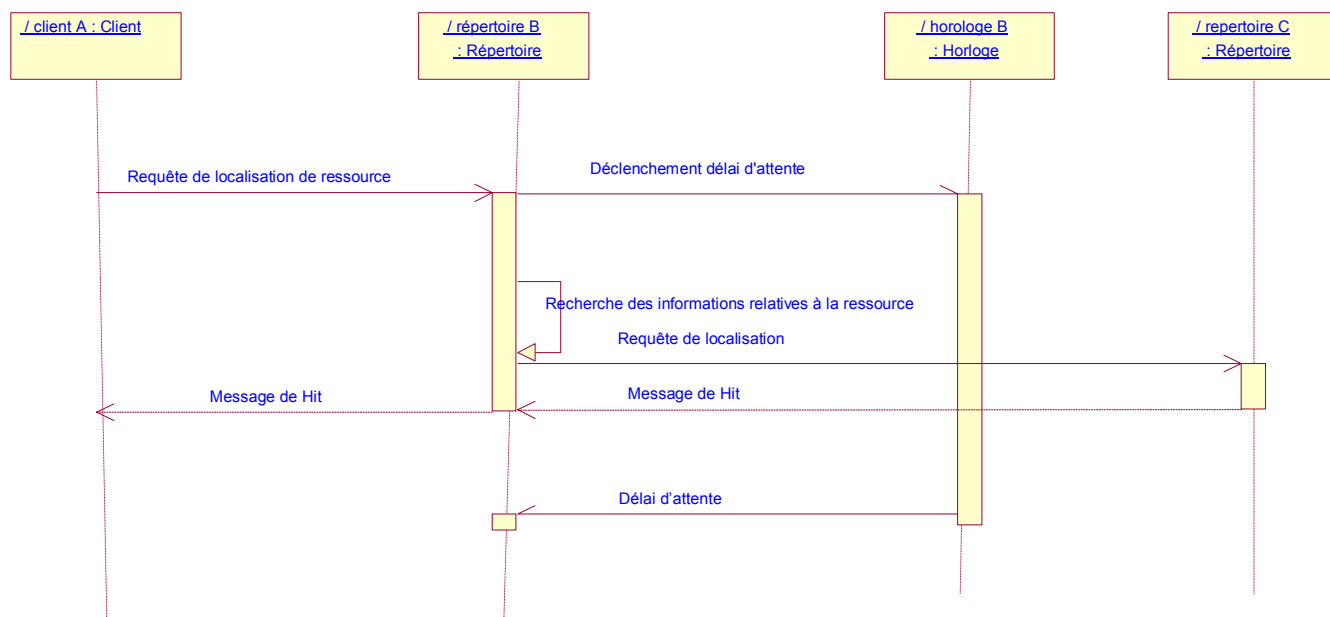 / client A : Client
/ répertoire B
: Répertoire
/ horologe B
: Horloge
/ repertoire C
: Répertoire
Requête de localisation de ressource
Déclenchement délai d'attente
Recherche des informations relatives à la ressource
Requête de localisation
Message de Hit
Message de Hit
Délai d’attente